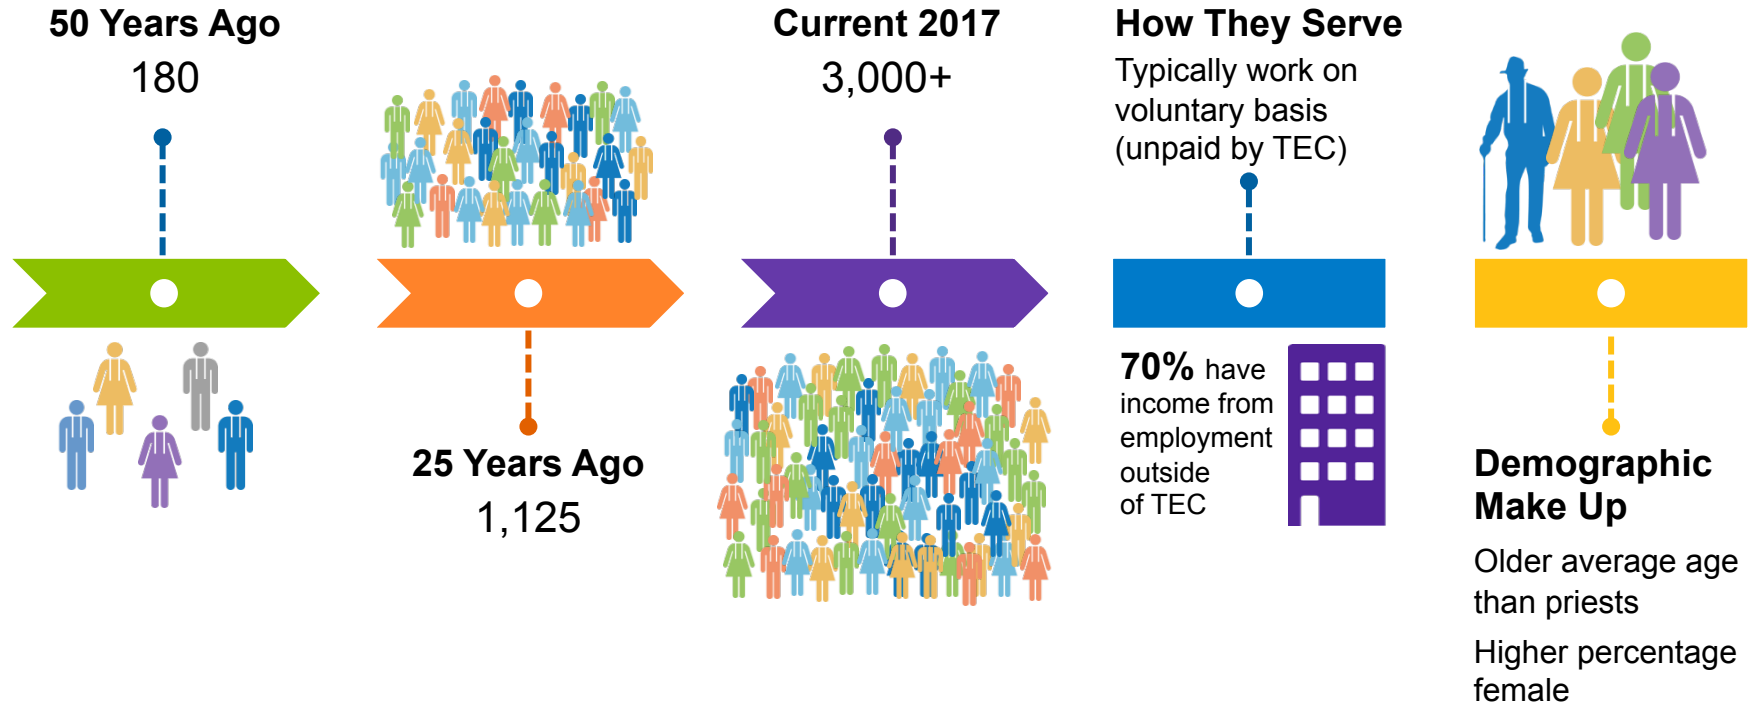 50 Years Ago
180
25 Years Ago
1,125
Current 2017
3,000+
How They Serve
Typically work on
voluntary basis
(unpaid by TEC)
70% have
income from
employment
outside
of TEC
Demographic
Make Up
Older average age
than priests
Higher percentage
female